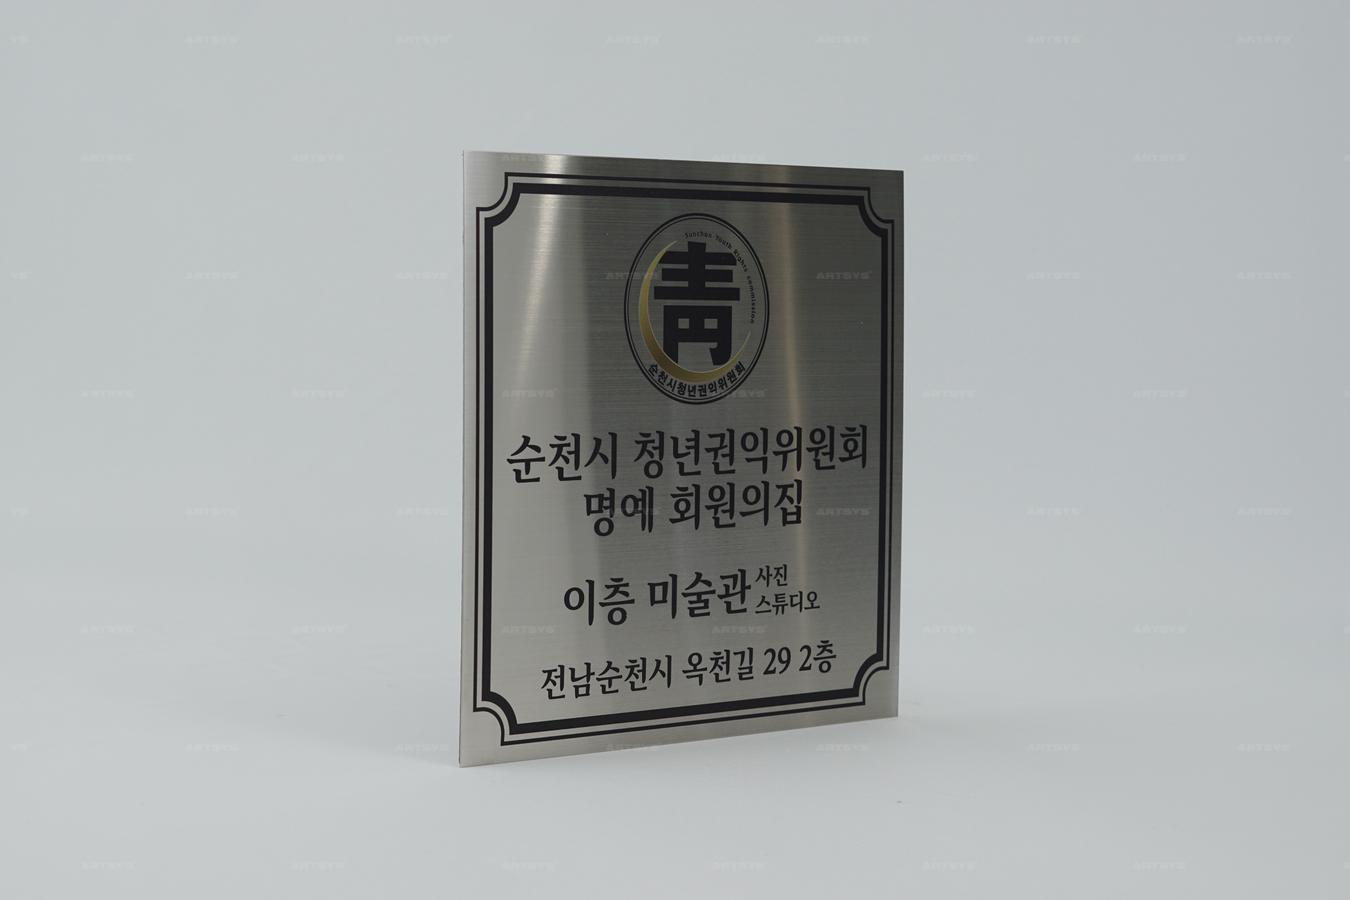 Sunchon Youth Rights commission
靑
순천시청년권익위원회
순천시 청년권익위원회
명예 회원의집
이층 미술관 사진
스튜디오
전남순천시 옥천길 29 2층
ARTSYS